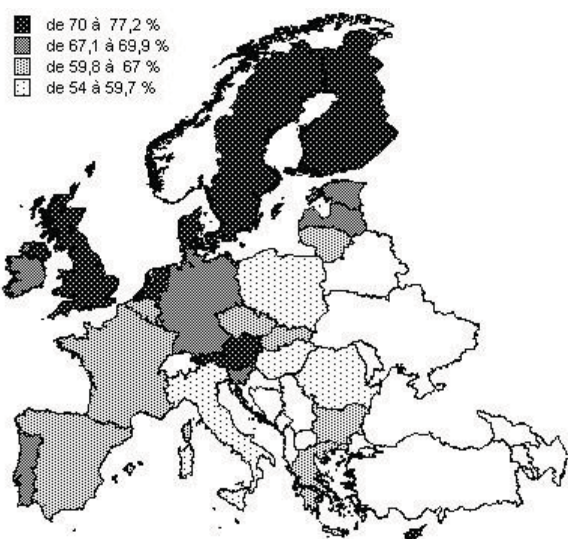 de 70 à 77,2 %
de 67,1 à 69,9 %
de 59,8 à 67 %
de 54 à 59,7 %